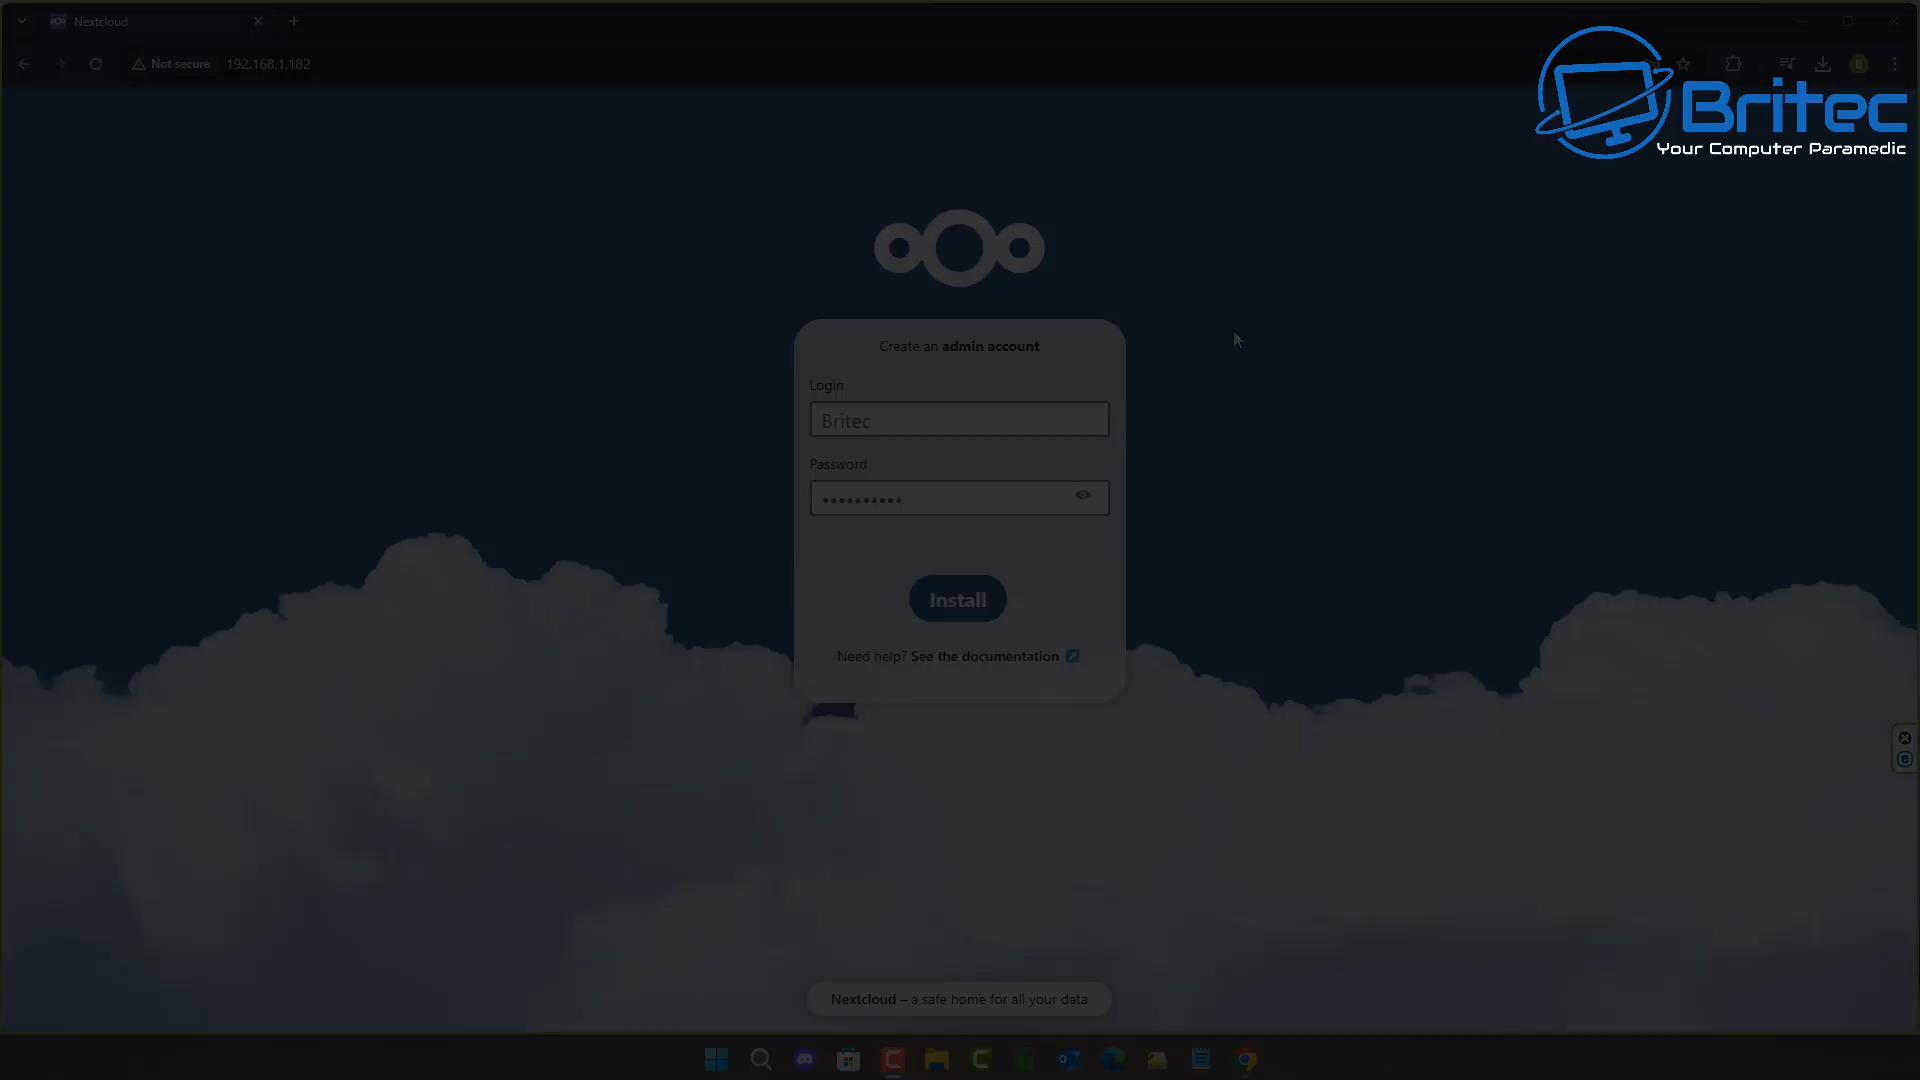 Nextcloud
Not secure 192.168.1.182
B
Britec
Your Computer Paramedic
Create an admin account
Login
Britec
Password
Install
Need help? See the documentation
Nextcloud – a safe home for all your data